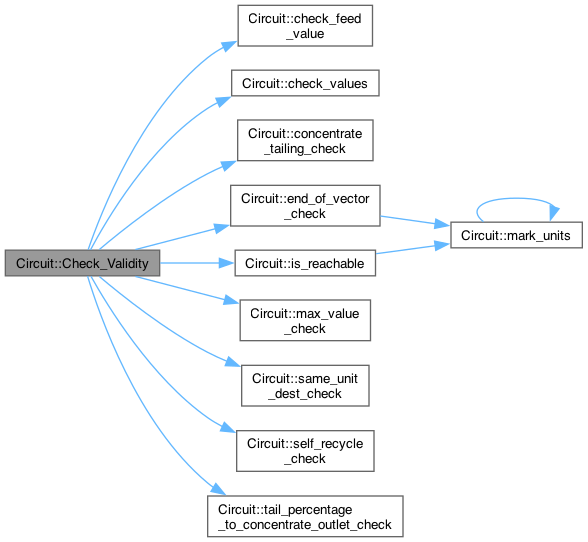 Circuit::check_feed
_value
Circuit::check_values
Circuit::concentrate
_tailing_check
Circuit::end_of_vector
_check
Circuit::mark_units
Circuit::Check_Validity
Circuit::is_reachable
Circuit::max_value
_check
Circuit::same_unit
_dest_check
Circuit::self_recycle
_check
Circuit::tail_percentage
_to_concentrate_outlet_check